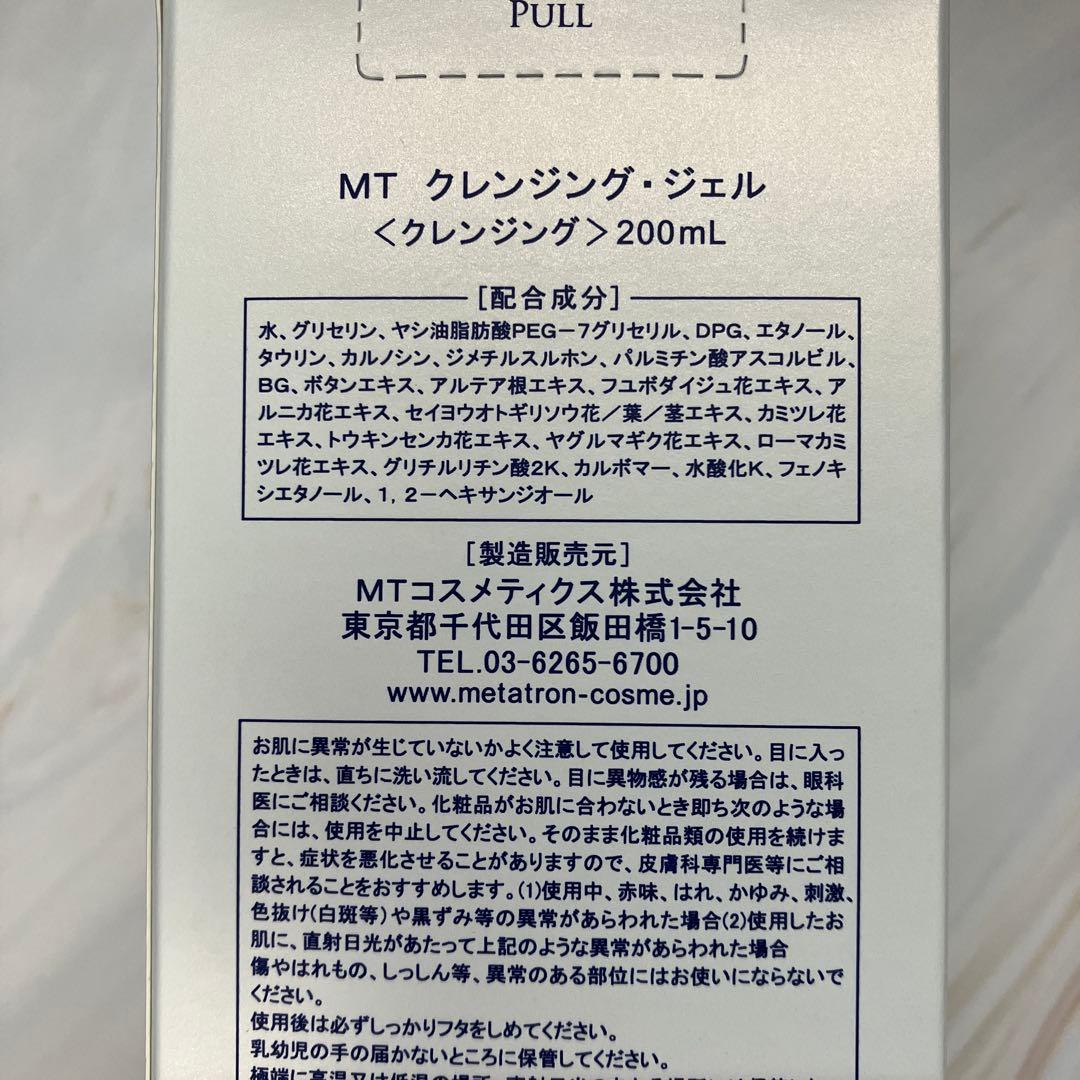 PULL
MT クレンジング・ジェル
＜クレンジング＞200mL
[配合成分]
水、グリセリン、ヤシ油脂肪酸PEG－7グリセリル、DPG、エタノール、
タウリン、カルノシン、ジメチルスルホン、パルミチン酸アスコルビル、
BG、ボタンエキス、アルテア根エキス、フユボダイジュ花エキス、ア
ルニカ花エキス、セイヨウオトギリソウ花／葉／茎エキス、カミツレ花
エキス、トウキンセンカ花エキス、ヤグルマギク花エキス、ローマカミ
ツレ花エキス、グリチルリチン酸2K、カルボマー、水酸化K、フェノキ
シエタノール、1，2－ヘキサンジオール
[製造販売元]
MTコスメティクス株式会社
東京都千代田区飯田橋1-5-10
TEL.03-6265-6700
www.metatron-cosme.jp
お肌に異常が生じていないかよく注意して使用してください。目に入っ
たときは、直ちに洗い流してください。目に異物感が残る場合は、眼科
医にご相談ください。化粧品がお肌に合わないとき即ち次のような場
合には、使用を中止してください。そのまま化粧品類の使用を続けま
すと、症状を悪化させることがありますので、皮膚科専門医等にご相
談されることをおすすめします。(1)使用中、赤味、はれ、かゆみ、刺激、
色抜け(白斑等)や黒ずみ等の異常があらわれた場合(2)使用したお
肌に、直射日光があたって上記のような異常があらわれた場合
傷やはれもの、しっしん等、異常のある部位にはお使いにならないで
ください。
使用後は必ずしっかりフタをしめてください。
乳幼児の手の届かないところに保管してください。
極端に高温又は低温の場所、直射日光の